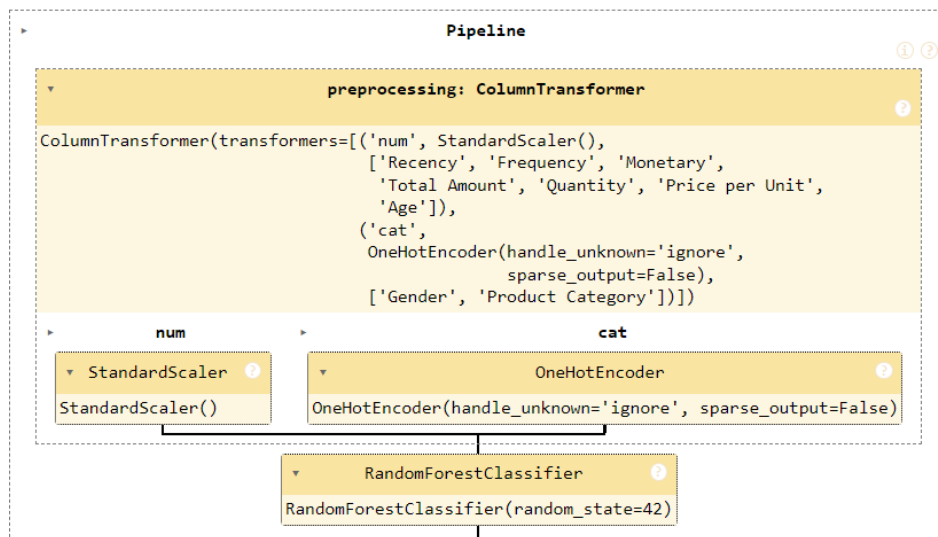 Pipeline
preprocessing: ColumnTransformer
ColumnTransformer(transformers=[('num', StandardScaler(),
['Recency', 'Frequency', 'Monetary',
'Total Amount', 'Quantity', 'Price per Unit',
'Age']),
('cat',
OneHotEncoder(handle_unknown='ignore',
sparse_output=False),
['Gender', 'Product Category'])])
num
cat
StandardScaler ?
StandardScaler()
OneHotEncoder ?
OneHotEncoder(handle_unknown='ignore', sparse_output=False)
RandomForestClassifier ?
RandomForestClassifier(random_state=42)